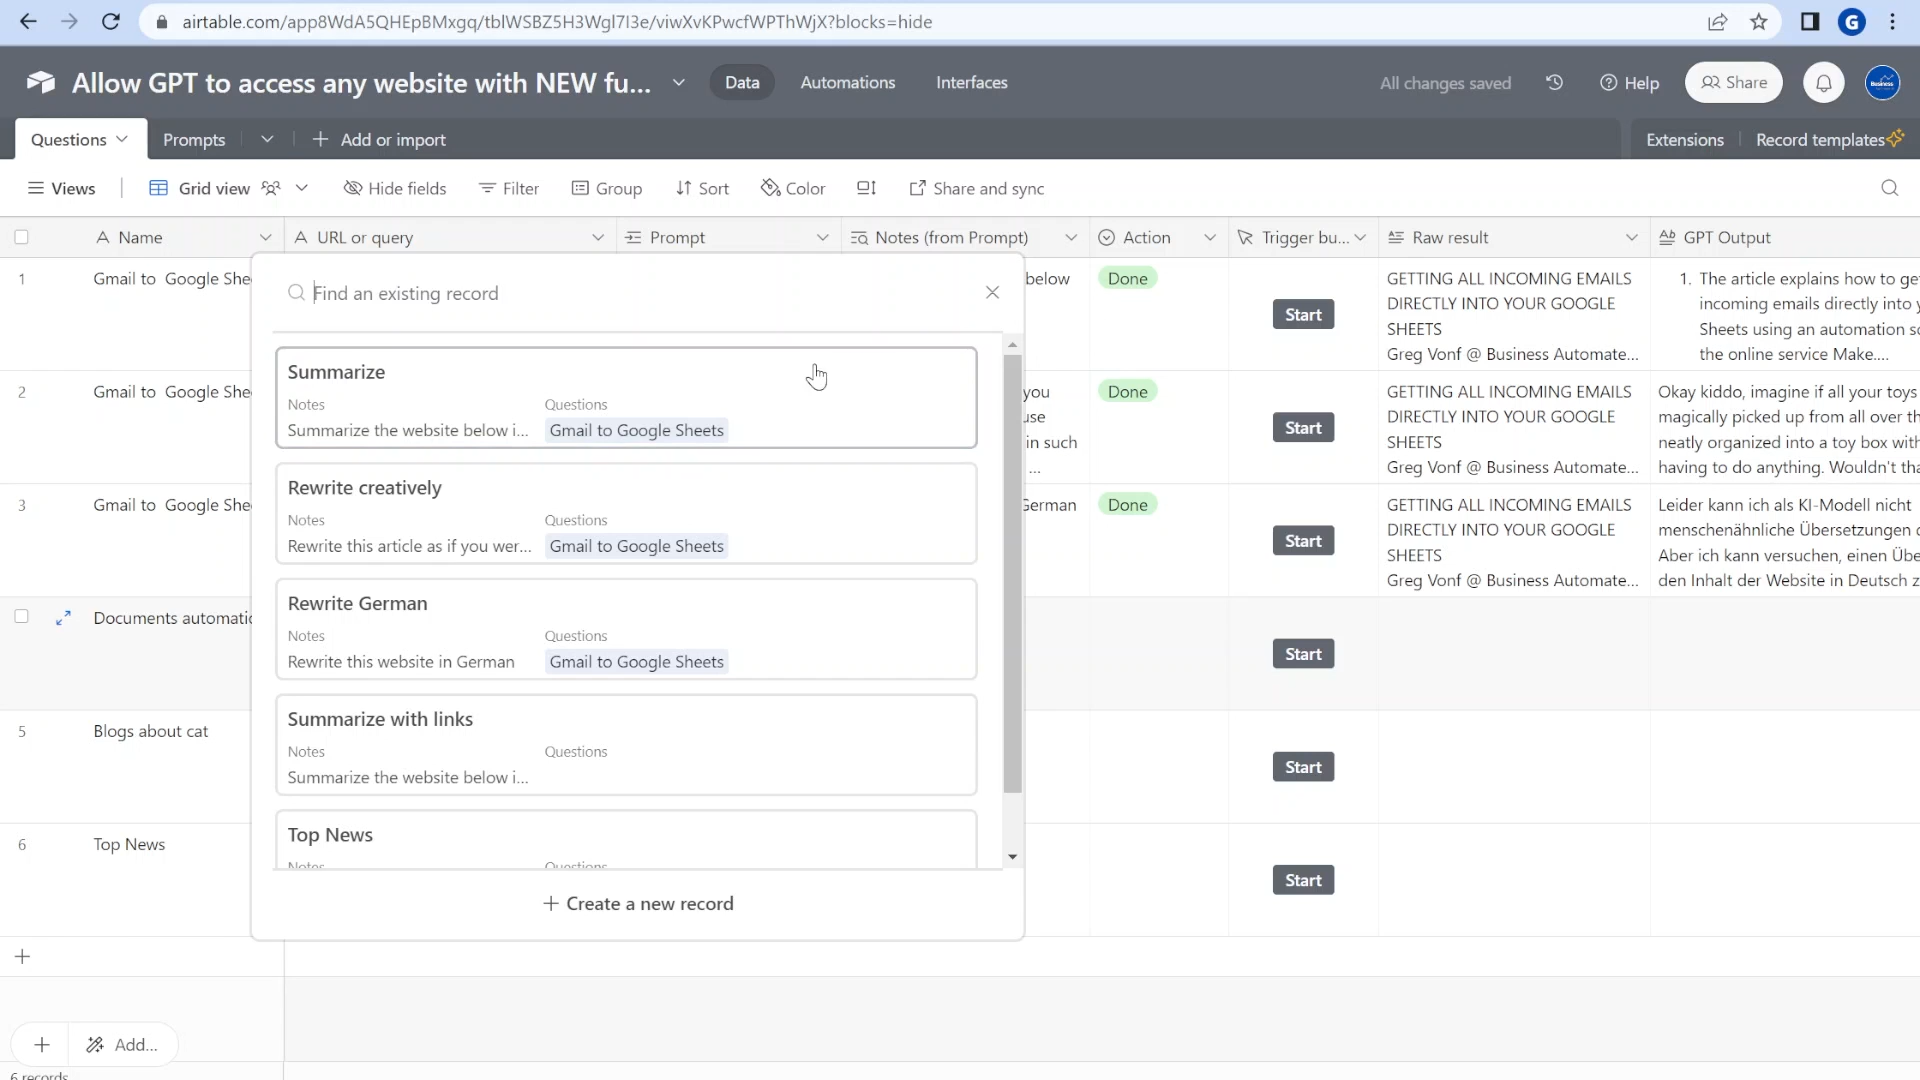 airtable.com/app8WdA5QHEpBMxgq/tblWSBZ5H3Wgl7I3e/viwXvKPwcfWPThWjX?blocks=hide
G
Allow GPT to access any website with NEW fu...
Data
Automations
Interfaces
All changes saved
Help
Share
Business
Questions
Prompts
Add or import
Extensions
Record templates
Views
Grid view
Hide fields
Filter
Group
Sort
Color
Share and sync
Name
URL or query
Prompt
Notes (from Prompt)
Action
Trigger bu...
Raw result
GPT Output
1
Gmail to Google She
below
Done
Start
GETTING ALL INCOMING EMAILS
DIRECTLY INTO YOUR GOOGLE
SHEETS
Greg Vonf @ Business Automate...
1. The article explains how to ge
incoming emails directly into y
Sheets using an automation sc
the online service Make....
2
Gmail to Google She
you
use
in such
...
Done
Start
GETTING ALL INCOMING EMAILS
DIRECTLY INTO YOUR GOOGLE
SHEETS
Greg Vonf @ Business Automate...
Okay kiddo, imagine if all your toys
magically picked up from all over th
neatly organized into a toy box with
having to do anything. Wouldn't tha
3
Gmail to Google She
German
Done
Start
GETTING ALL INCOMING EMAILS
DIRECTLY INTO YOUR GOOGLE
SHEETS
Greg Vonf @ Business Automate...
Leider kann ich als KI-Modell nicht
menschenähnliche Übersetzungen
Aber ich kann versuchen, einen Übe
den Inhalt der Website in Deutsch z
Documents automatic
Start
5
Blogs about cat
Start
6
Top News
Start
Find an existing record
Summarize
Notes
Questions
Summarize the website below i...
Gmail to Google Sheets
Rewrite creatively
Notes
Questions
Rewrite this article as if you wer...
Gmail to Google Sheets
Rewrite German
Notes
Questions
Rewrite this website in German
Gmail to Google Sheets
Summarize with links
Notes
Questions
Summarize the website below i...
Top News
Notes
Questions
Create a new record
Add...
6 records